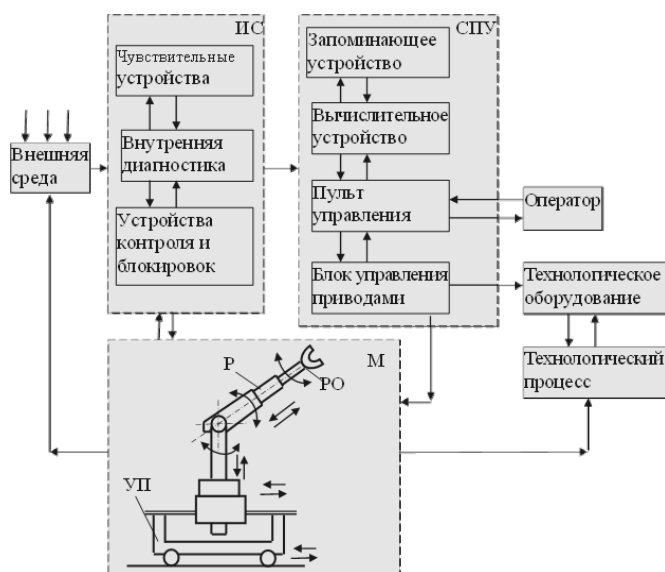 ИС
Чувствительные
устройства
Внутренняя
диагностика
Устройства
контроля и
блокировок
СПУ
Запоминающее
устройство
Вычислительное
устройство
Пульт
управления
Блок управления
приводами
Внешняя
среда
Оператор
Технологическое
оборудование
Технологический
процесс
М
Р
РО
УП